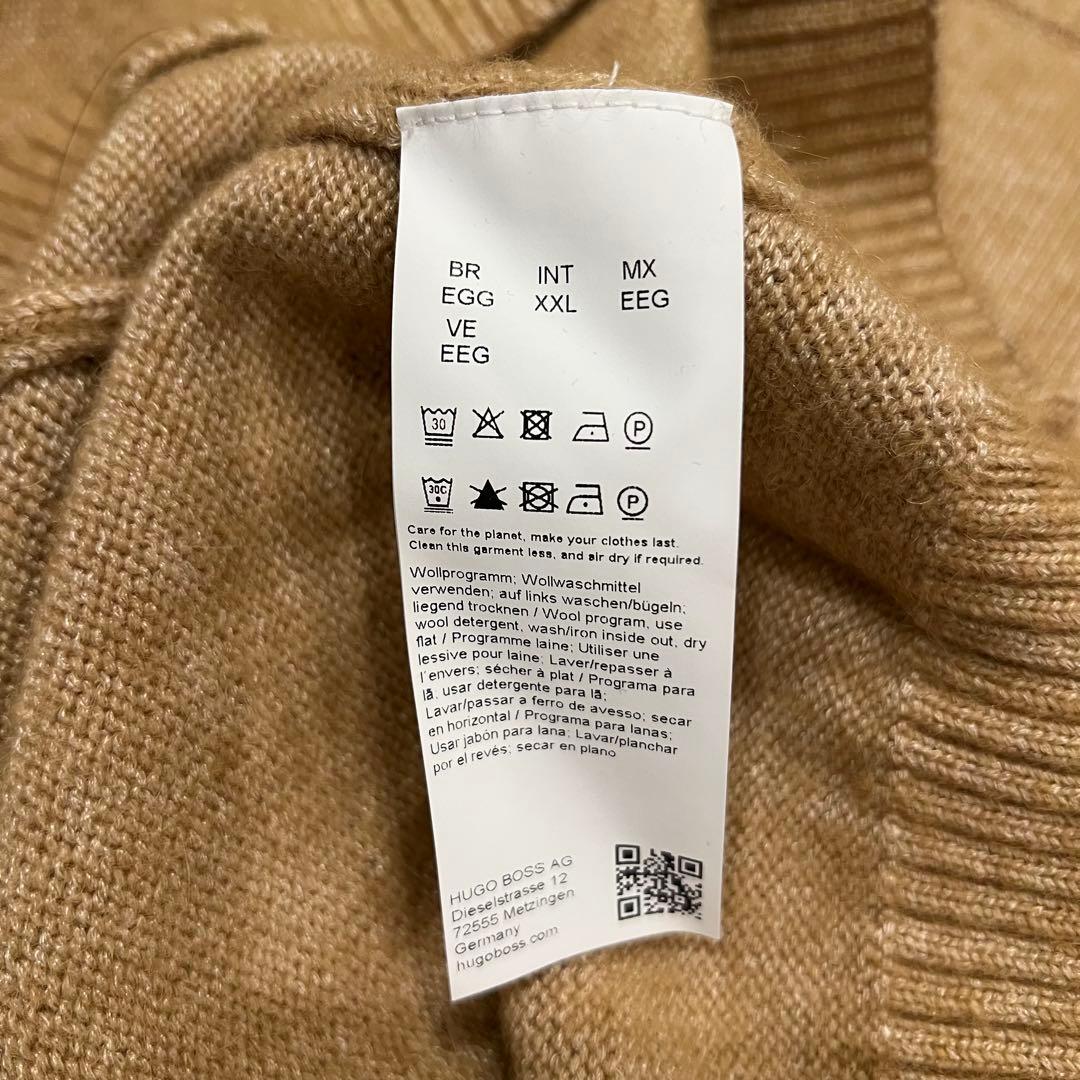 BR EGG
INT XXL
MX EEG
VE EEG
30
P
30C
P
Care for the planet, make your clothes last.
Clean this garment less, and air dry if required.
Wollprogramm; Wollwaschmittel
verwenden; auf links waschen/bügeln;
liegend trocknen / Wool program, use
wool detergent, wash/iron inside out, dry
flat / Programme laine; Utiliser une
lessive pour laine; Laver/repasser à
l'envers; sécher à plat / Programa para
lã; usar detergente para lã;
Lavar/passar a ferro de avesso; secar
en horizontal / Programa para lanas;
Usar jabón para lana; Lavar/planchar
por el revés; secar en plano
HUGO BOSS AG
Dieselstrasse 12
72555 Metzingen
Germany
hugoboss.com